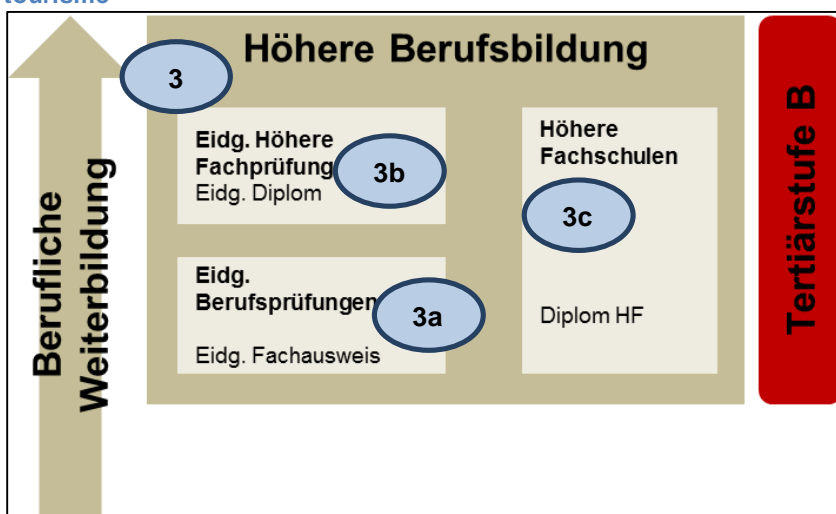 tourisme
Höhere Berufsbildung
3
Eidg. Höhere
Fachprüfung
Eidg. Diplom
3b
Höhere
Fachschulen
3c
Diplom HF
Eidg.
Berufsprüfungen
3a
Eidg. Fachausweis
Berufliche
Weiterbildung
Tertiärstufe B